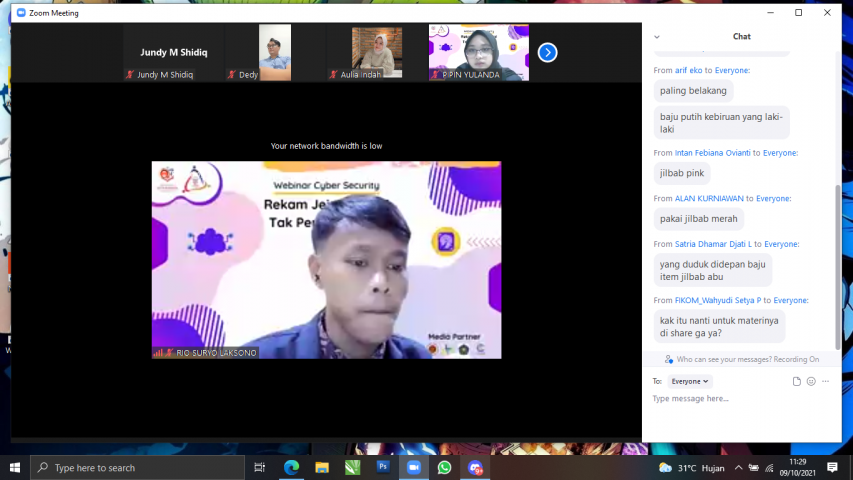 Zoom Meeting
Jundy M Shidiq
Jundy M Shidiq
Dedy
Aulia Indah
PIPIN YULANDA
Your network bandwidth is low
Webinar Cyber Security
Rekam Je
Tak Pe
Media Partner
RIO SURYO LAKSONO
Chat
From arif eko to Everyone:
paling belakang
baju putih kebiruan yang laki-
laki
From Intan Febiana Ovianti to Everyone:
jilbab pink
From ALAN KURNIAWAN to Everyone:
pakai jilbab merah
From Satria Dhamar Djati L to Everyone:
yang duduk didepan baju
item jilbab abu
From FIKOM_Wahyudi Setya P to Everyone:
kak itu nanti untuk materinya
di share ga ya?
Who can see your messages? Recording On
To: Everyone
Type message here...
Type here to search
31°C Hujan
11:29
09/10/2021